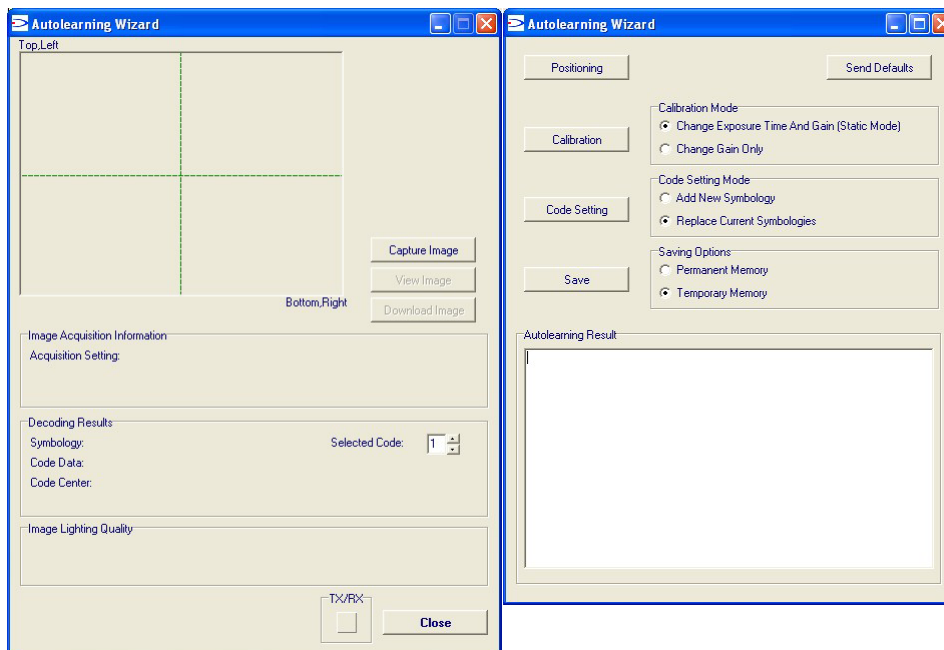 Autolearning Wizard
Top,Left
Capture Image
View Image
Bottom,Right
Download Image
Image Acquisition Information
Acquisition Setting:
Decoding Results
Symbology:
Selected Code: 1
Code Data:
Code Center:
Image Lighting Quality
TX/RX
Close
Autolearning Wizard
Positioning
Send Defaults
Calibration Mode
Change Exposure Time And Gain (Static Mode)
Calibration
Change Gain Only
Code Setting Mode
Add New Symbology
Code Setting
Replace Current Symbologies
Saving Options
Permanent Memory
Save
Temporary Memory
Autolearning Result